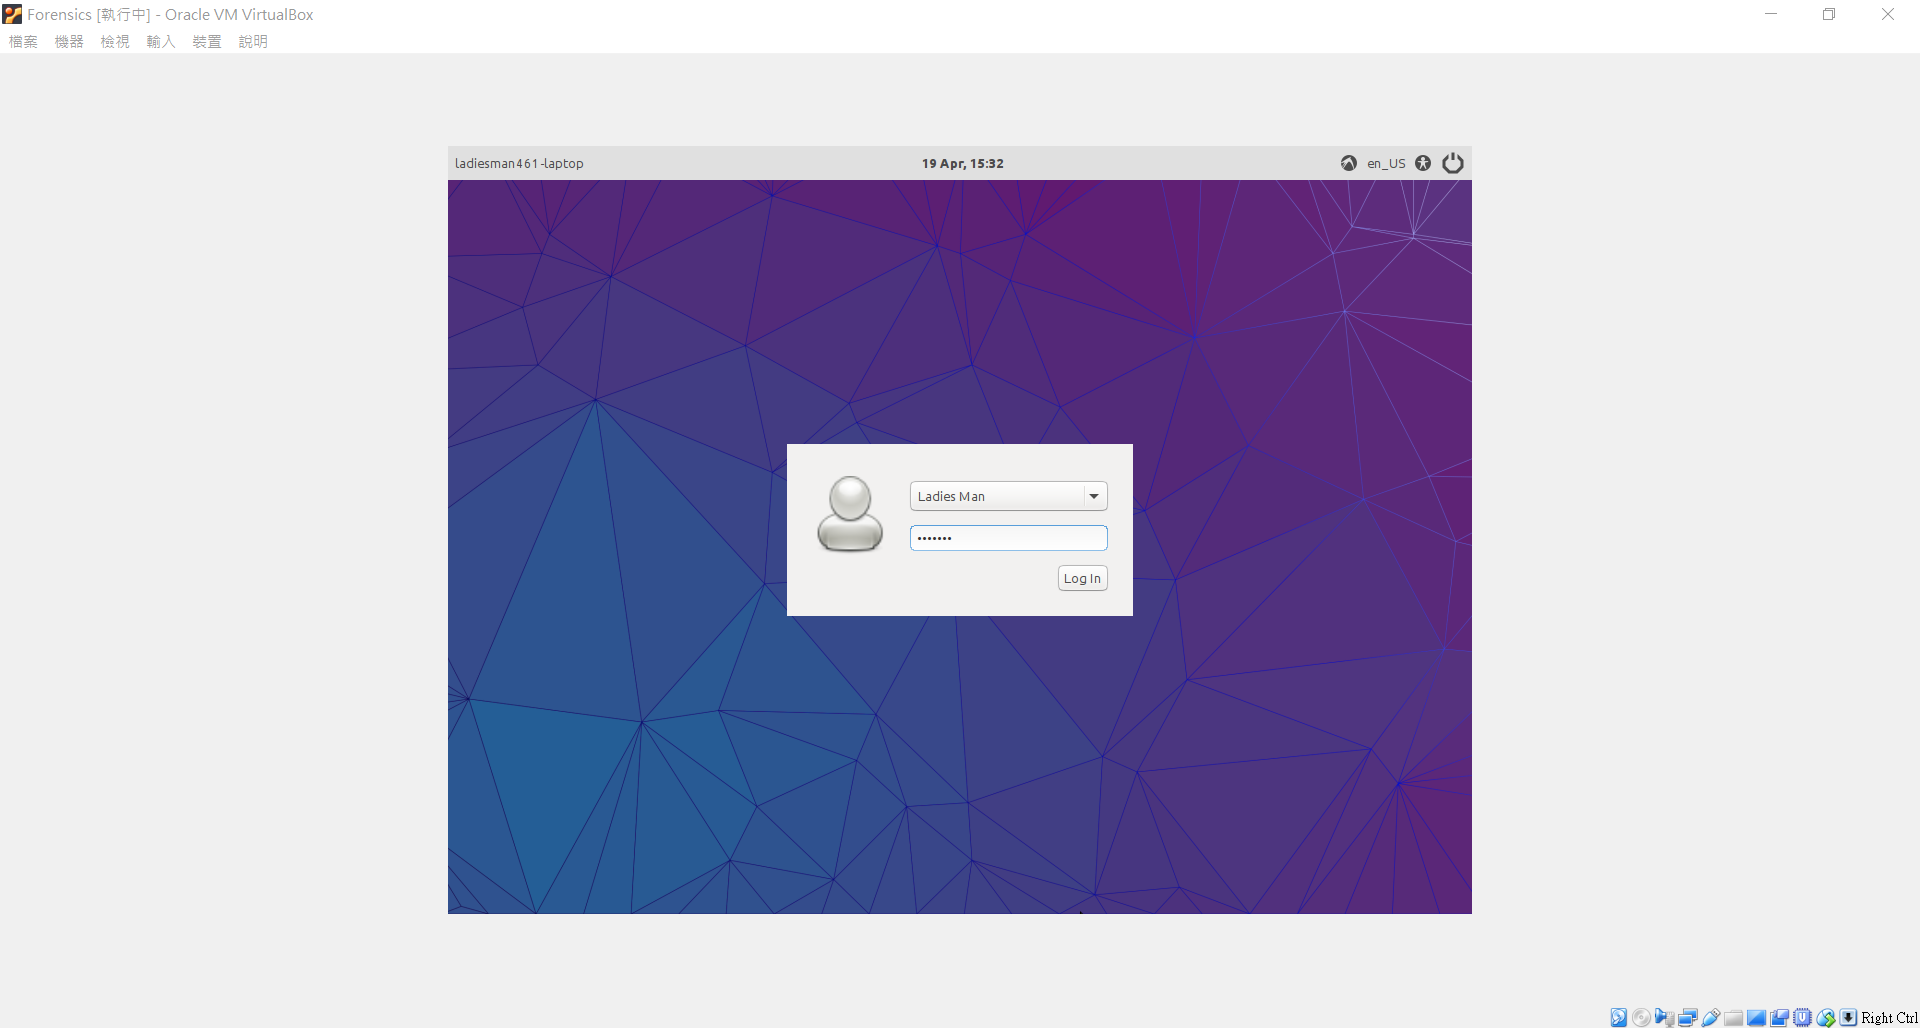 Forensics [執行中] - Oracle VM VirtualBox
檔案 機器 檢視 輸入 裝置 說明
ladiesman461-laptop 19 Apr, 15:32 en_US
Ladies Man
•••••••
Log In
Right Ctrl